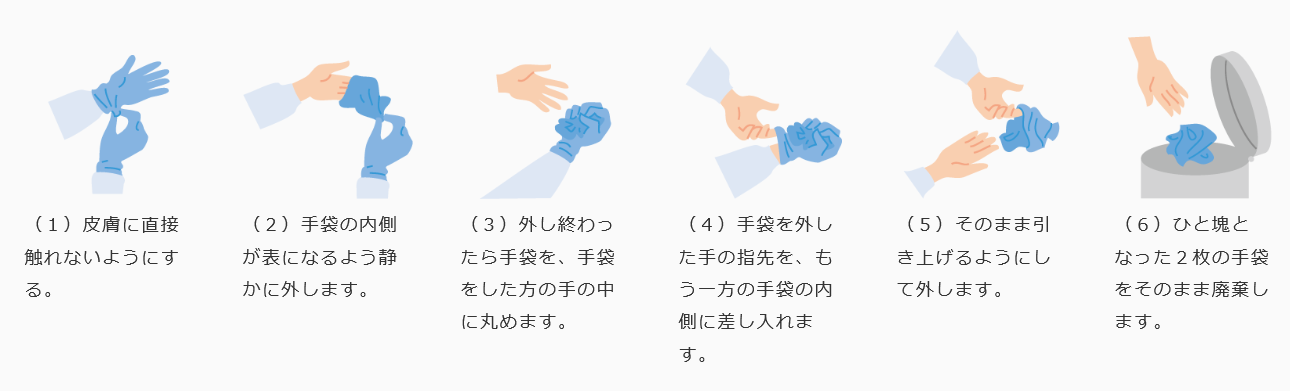 （１）皮膚に直接
触れないようにす
る。
（２）手袋の内側
が表になるよう静
かに外します。
（３）外し終わっ
たら手袋を、手袋
をした方の手の中
に丸めます。
（４）手袋を外し
た手の指先を、も
う一方の手袋の内
側に差し入れま
す。
（５）そのまま引
き上げるようにし
て外します。
（６）ひと塊と
なった２枚の手袋
をそのまま廃棄し
ます。